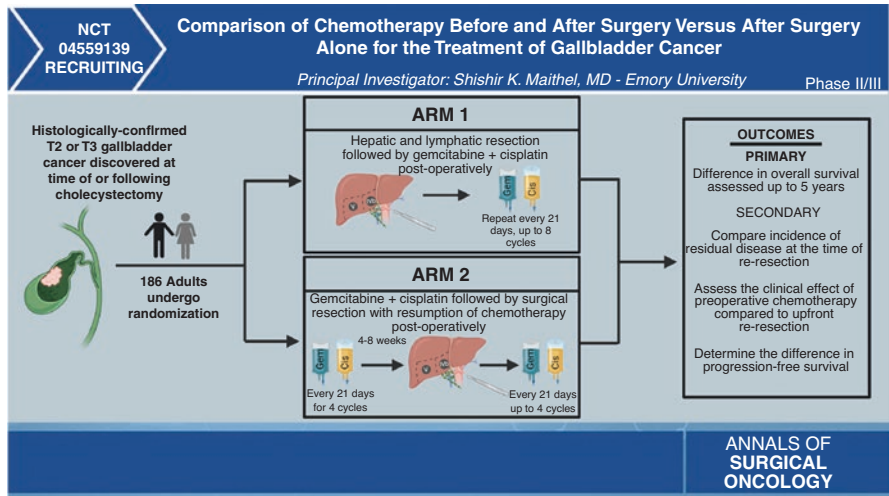 NCT
04559139
RECRUITING
Comparison of Chemotherapy Before and After Surgery Versus After Surgery
Alone for the Treatment of Gallbladder Cancer
Principal Investigator: Shishir K. Maithel, MD - Emory University
Phase II/III
Histologically-confirmed
T2 or T3 gallbladder
cancer discovered at
time of or following
cholecystectomy
186 Adults
undergo
randomization
ARM 1
Hepatic and lymphatic resection
followed by gemcitabine + cisplatin
post-operatively
Gem
Cis
Repeat every 21
days, up to 8
cycles
ARM 2
Gemcitabine + cisplatin followed by surgical
resection with resumption of chemotherapy
post-operatively
4-8 weeks
Gem
Cis
Gem
Cis
Every 21 days
for 4 cycles
Every 21 days
up to 4 cycles
OUTCOMES
PRIMARY
Difference in overall survival
assessed up to 5 years
SECONDARY
Compare incidence of
residual disease at the time of
re-resection
Assess the clinical effect of
preoperative chemotherapy
compared to upfront
re-resection
Determine the difference in
progression-free survival
ANNALS OF
SURGICAL
ONCOLOGY